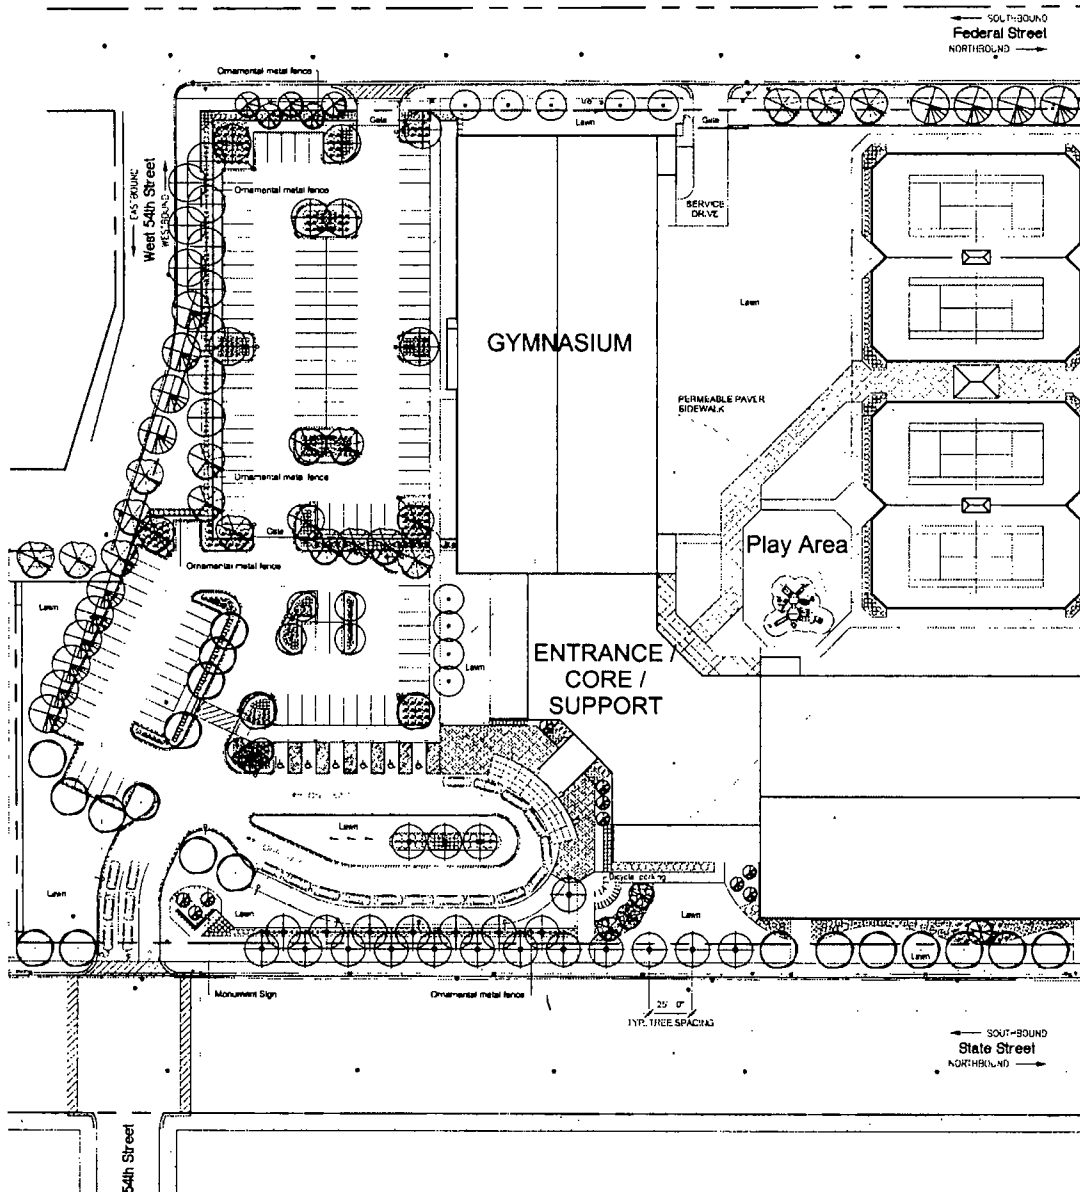 SOUTHBOUND
Federal Street
NORTHBOUND
Ornamental metal fence
Gate
Lawn
Gate
EASTBOUND
West 54th Street
WESTBOUND
Ornamental metal fence
SERVICE
DRIVE
Lawn
GYMNASIUM
PERMEABLE PAVER
SIDEWALK
Ornamental metal fence
Gate
Play Area
Ornamental metal fence
Lawn
ENTRANCE /
CORE /
SUPPORT
Lawn
Lawn
Bicycle parking
Lawn
Lawn
Lawn
Lawn
Monument Sign
Ornamental metal fence
25' 0"
TYP. TREE SPACING
SOUTHBOUND
State Street
NORTHBOUND
54th Street